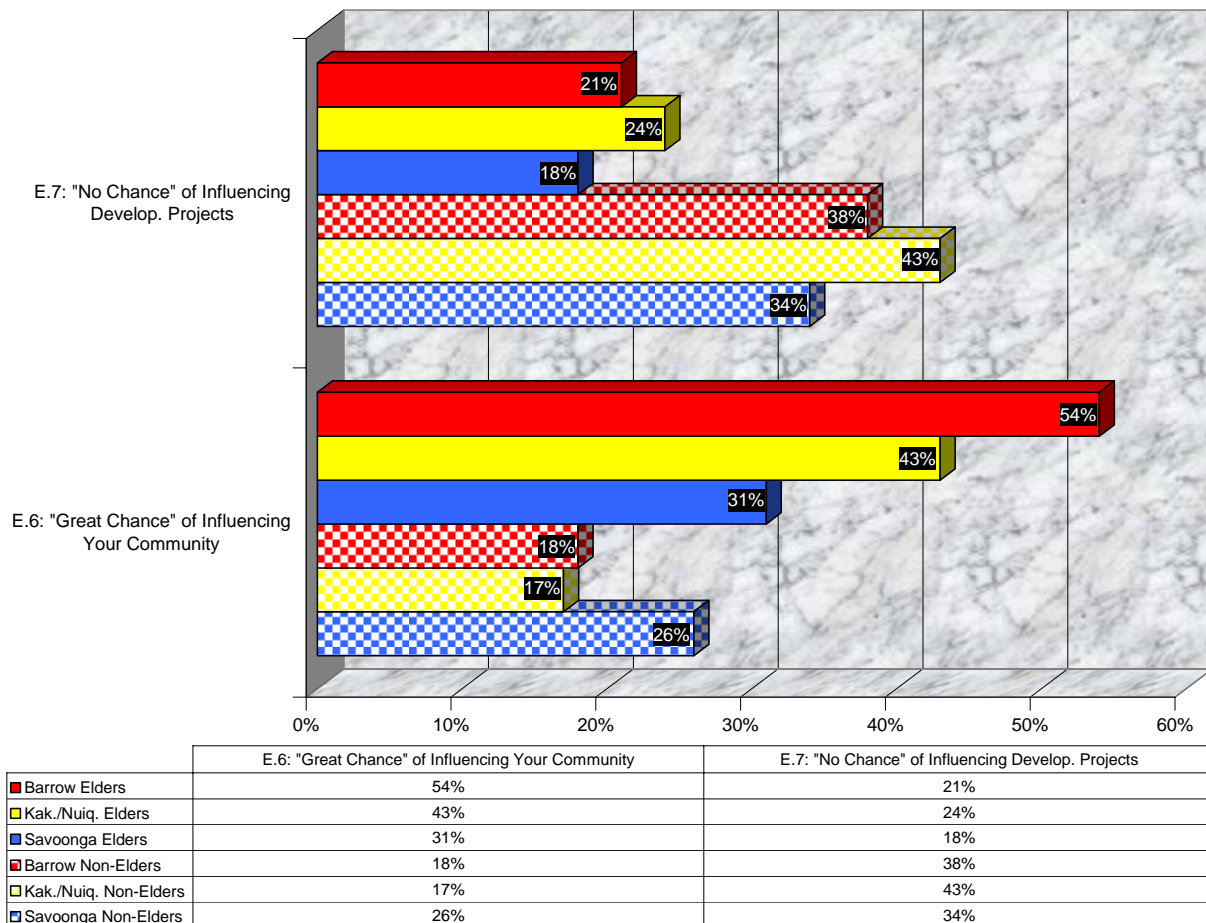 21%
24%
18%
E.7: "No Chance" of Influencing
Develop. Projects
38%
43%
34%
54%
43%
31%
E.6: "Great Chance" of Influencing
Your Community
18%
17%
26%
0% 10% 20% 30% 40% 50% 60%
E.6: "Great Chance" of Influencing Your Community E.7: "No Chance" of Influencing Develop. Projects
Barrow Elders 54% 21%
Kak./Nuiq. Elders 43% 24%
Savoonga Elders 31% 18%
Barrow Non-Elders 18% 38%
Kak./Nuiq. Non-Elders 17% 43%
Savoonga Non-Elders 26% 34%